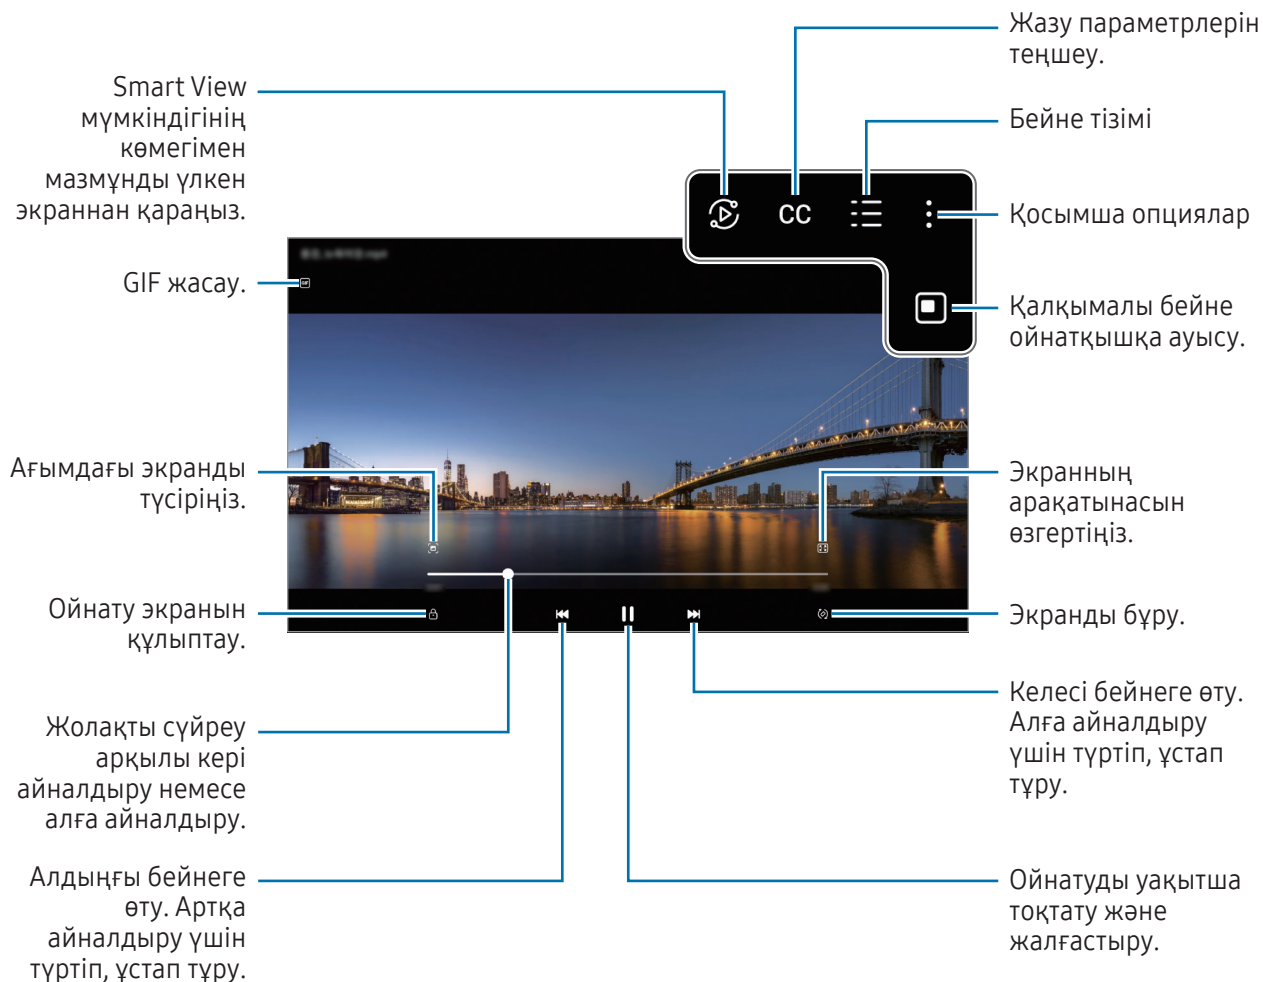 Smart View
мүмкіндігінің
көмегімен
мазмұнды үлкен
экраннан қараңыз.
GIF жасау.
Ағымдағы экранды
түсіріңіз.
Ойнату экранын
құлыптау.
Жолақты сүйреу
арқылы кері
айналдыру немесе
алға айналдыру.
Алдыңғы бейнеге
өту. Артқа
айналдыру үшін
түртіп, ұстап тұру.
CC
GIF
Жазу параметрлерін
теңшеу.
Бейне тізімі
Қосымша опциялар
Қалқымалы бейне
ойнатқышқа ауысу.
Экранның
арақатынасын
өзгертіңіз.
Экранды бұру.
Келесі бейнеге өту.
Алға айналдыру
үшін түртіп, ұстап
тұру.
Ойнатуды уақытша
тоқтату және
жалғастыру.